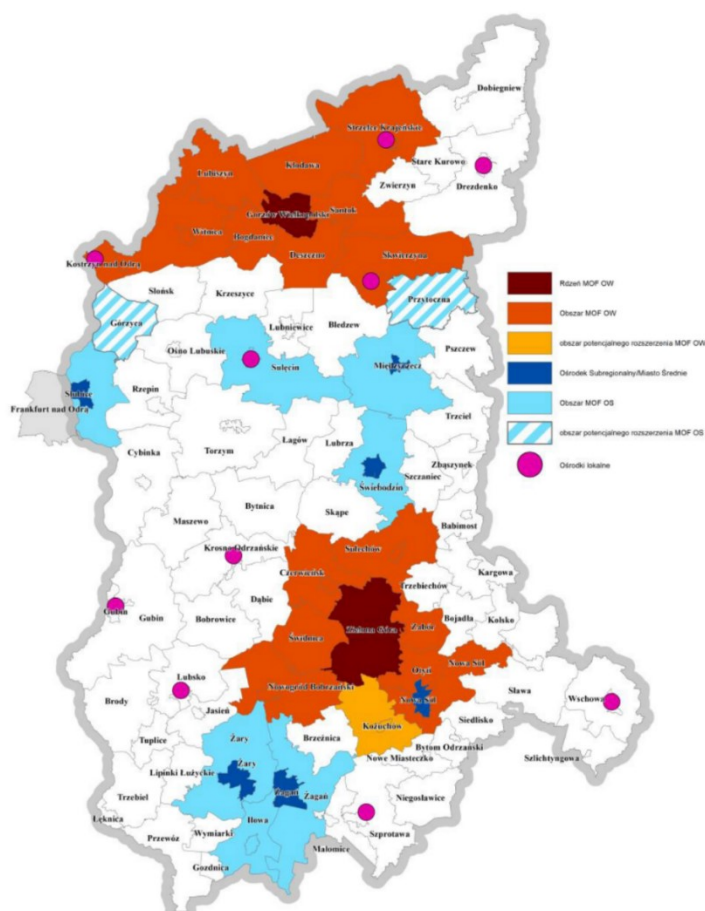 Dobiegniew
Strzelce Krajeńskie
Stare Kurowo
Kłodawa
Lubiszyn
Zwierzyn
Drezdenko
Gorzów Wielkopolski
Santok
Witnica
Bogdaniec
Deszczno
Skwierzyna
Kostrzyn nad Odrą
Słońsk
Krzeszyce
Przytoczna
Górzyca
Lubniewice
Bledzew
Ośno Lubuskie
Sulęcin
Międzyrzecz
Pszczew
Słubice
Rzepin
Frankfurt nad Odrą
Trzciel
Cybinka
Torzym
Łagów
Lubrza
Zbąszynek
Szczaniec
Świebodzin
Bytnica
Skąpe
Maszewo
Babimost
Krosno Odrzańskie
Sulechów
Czerwieńsk
Trzebiechów
Kargowa
Dąbie
Gubin
Gubin
Bobrowice
Zielona Góra
Zabór
Bojadła
Kolsko
Świdnica
Otyń
Nowa Sól
Lubsko
Nowogród Bobrzański
Nowa Sól
Sława
Wschowa
Brody
Jasień
Kożuchów
Siedlisko
Tuplice
Żary
Brzeźnica
Bytom Odrzański
Szlichtyngowa
Nowe Miasteczko
Lipinki Łużyckie
Żary
Żagań
Żagań
Niegosławice
Trzebiel
Łęknica
Iłowa
Przewóz
Wymiarki
Szprotawa
Małomice
Gozdnica
Rdzeń MOF OW
Obszar MOF OW
obszar potencjalnego rozszerzenia MOF OW
Ośrodek Subregionalny/Miasto Średnie
Obszar MOF OS
obszar potencjalnego rozszerzenia MOF OS
Ośrodki lokalne